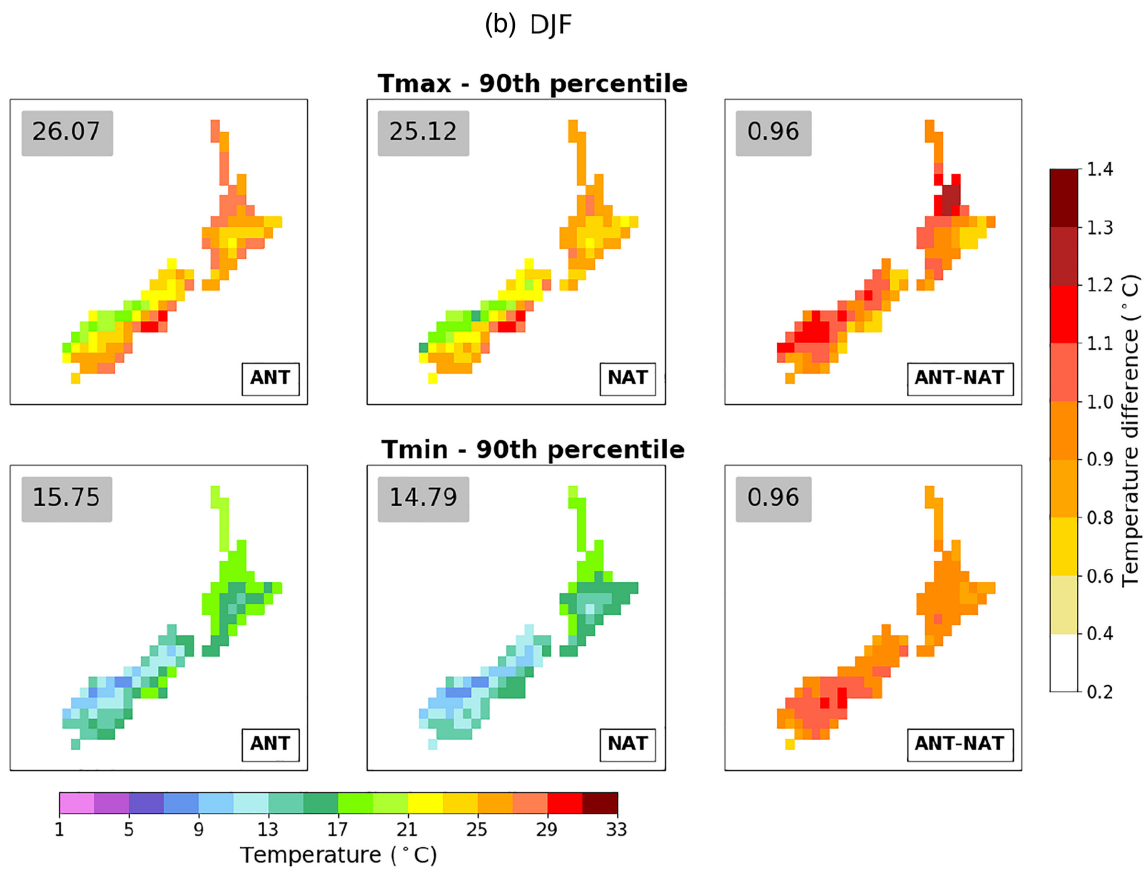 (b) DJF
Tmax - 90th percentile
26.07
25.12
0.96
ANT
NAT
ANT-NAT
Tmin - 90th percentile
15.75
14.79
0.96
ANT
NAT
ANT-NAT
1 5 9 13 17 21 25 29 33
Temperature (°C)
1.4
1.3
1.2
1.1
1.0
0.9
0.8
0.6
0.4
0.2
Temperature difference (°C)